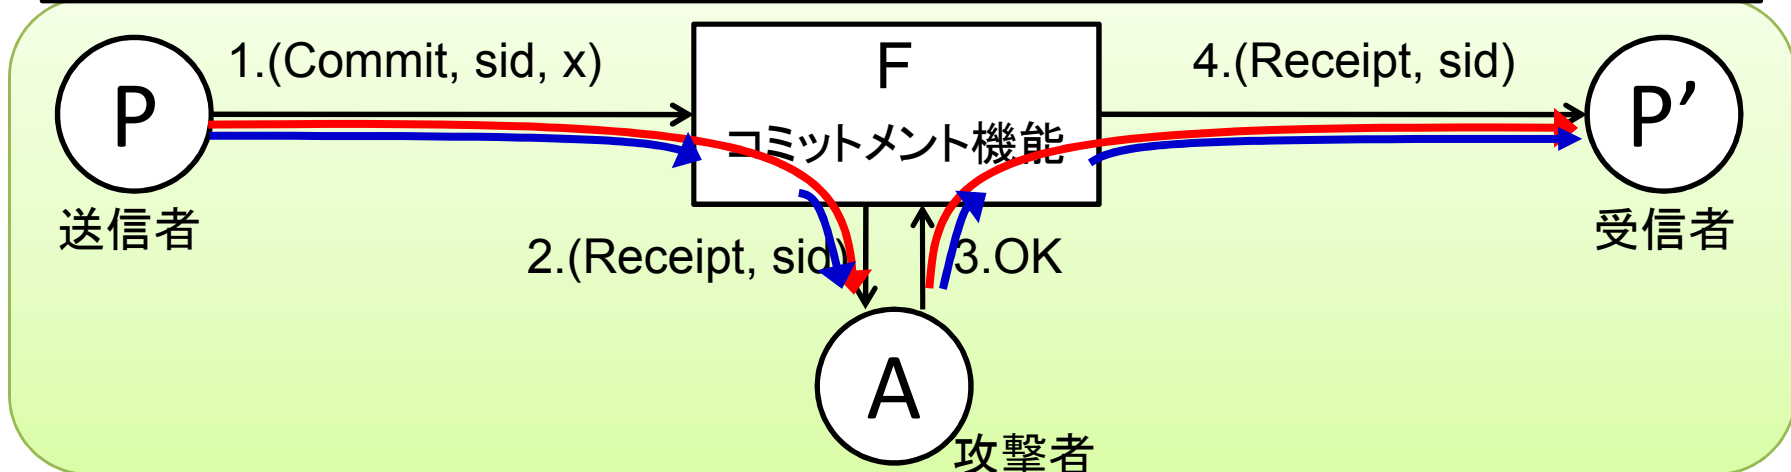 1.(Commit, sid, x)
F
4.(Receipt, sid)
P
コミットメント機能
P’
送信者
受信者
2.(Receipt, sid)
3.OK
A
攻撃者